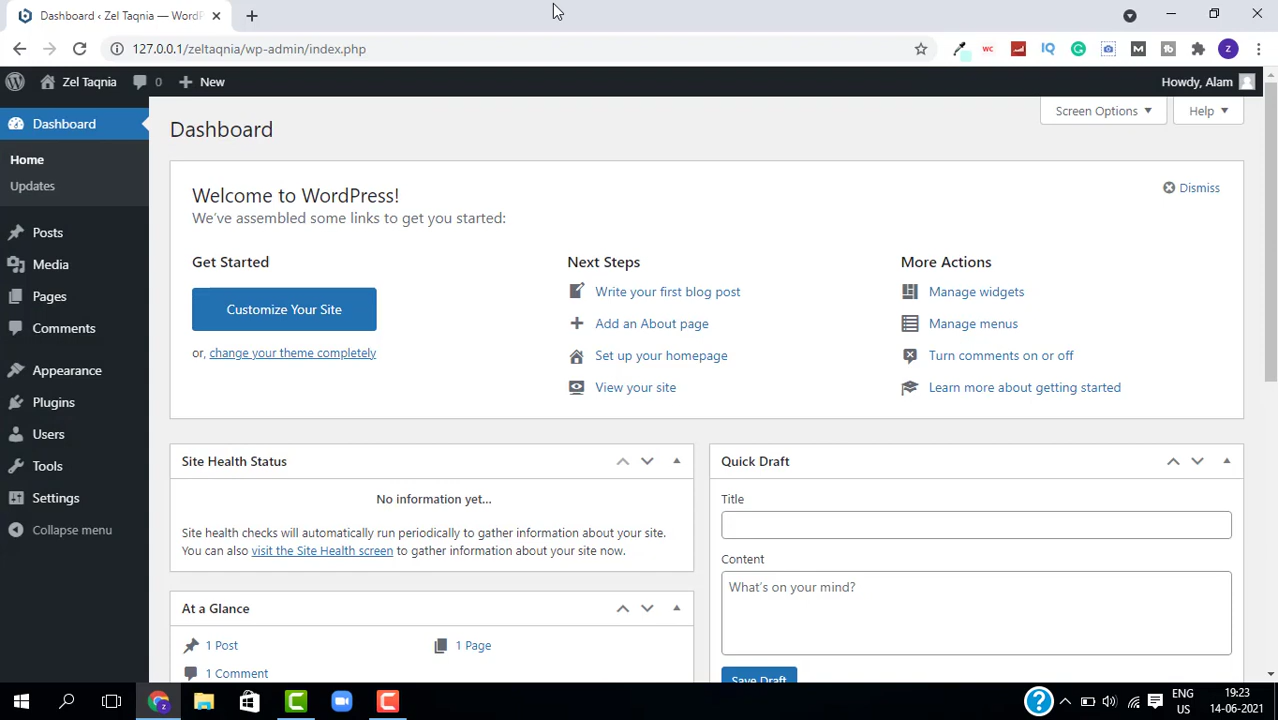 Dashboard ‹ Zel Taqnia — WordP
127.0.0.1/zeltaqnia/wp-admin/index.php
Zel Taqnia
0
New
Howdy, Alam
Dashboard
Home
Updates
Posts
Media
Pages
Comments
Appearance
Plugins
Users
Tools
Settings
Collapse menu
Screen Options
Help
Dashboard
Welcome to WordPress!
We've assembled some links to get you started:
Dismiss
Get Started
Customize Your Site
or, change your theme completely
Next Steps
Write your first blog post
Add an About page
Set up your homepage
View your site
More Actions
Manage widgets
Manage menus
Turn comments on or off
Learn more about getting started
Site Health Status
No information yet...
Site health checks will automatically run periodically to gather information about your site.
You can also visit the Site Health screen to gather information about your site now.
At a Glance
1 Post
1 Page
1 Comment
Quick Draft
Title
Content
What's on your mind?
Save Draft
ENG
US
19:23
14-06-2021